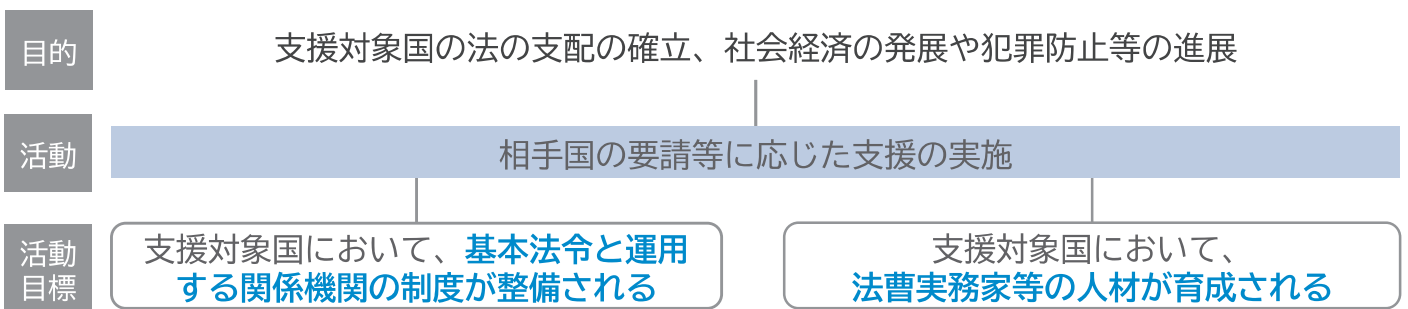 目的
支援対象国の法の支配の確立、社会経済の発展や犯罪防止等の進展
活動
相手国の要請等に応じた支援の実施
活動
目標
支援対象国において、基本法令と運用
する関係機関の制度が整備される
支援対象国において、
法曹実務家等の人材が育成される